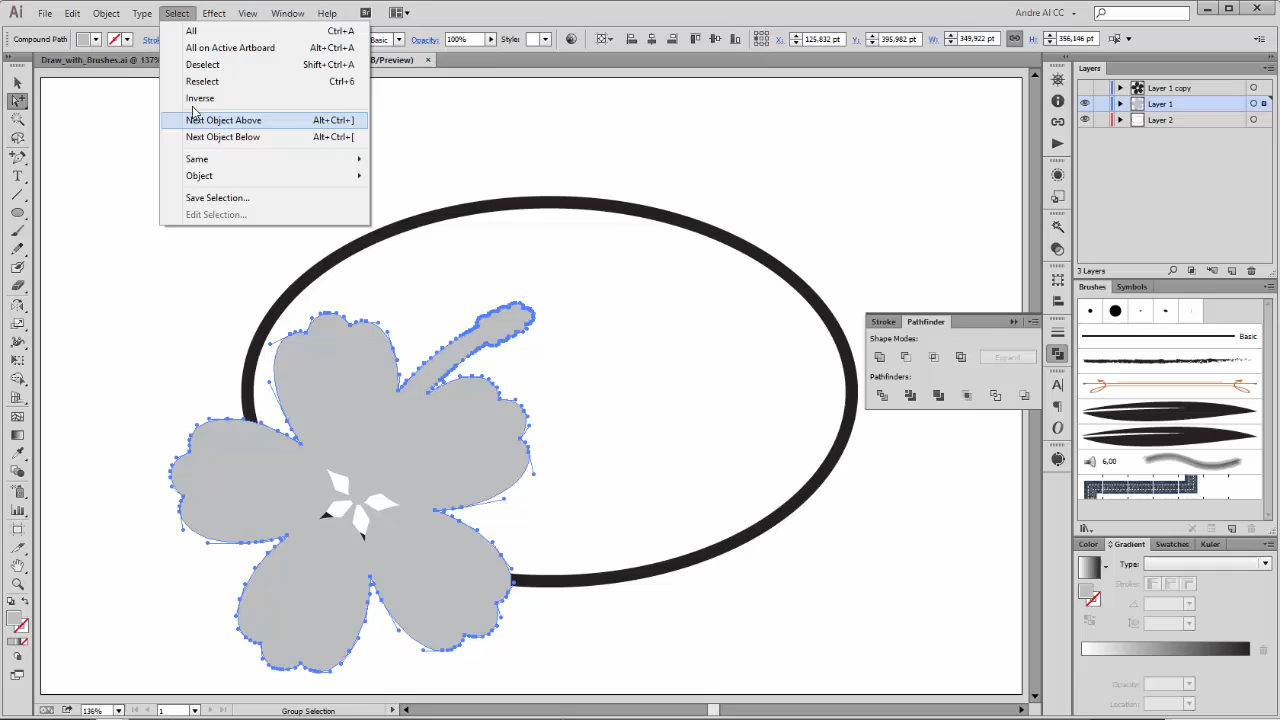 Ai File Edit Object Type Select Effect View Window Help Br Andre AI CC
Compound Path Basic Opacity: 100% Style: X: 125,832 pt Y: 395,982 pt W: 349,922 pt H: 356,146 pt
Draw_with_Brushes.ai @ 137% B/Preview)
All Ctrl+A
All on Active Artboard Alt+Ctrl+A
Deselect Shift+Ctrl+A
Reselect Ctrl+6
Inverse
Next Object Above Alt+Ctrl+]
Next Object Below Alt+Ctrl+[
Same
Object
Save Selection...
Edit Selection...
Layers
Layer 1 copy
Layer 1
Layer 2
3 Layers
Brushes Symbols
Basic
6,00
Stroke Pathfinder
Shape Modes:
Expand
Pathfinders:
Color Gradient Swatches Kuler
Type:
Stroke:
Opacity:
Location:
136% 1 Group Selection